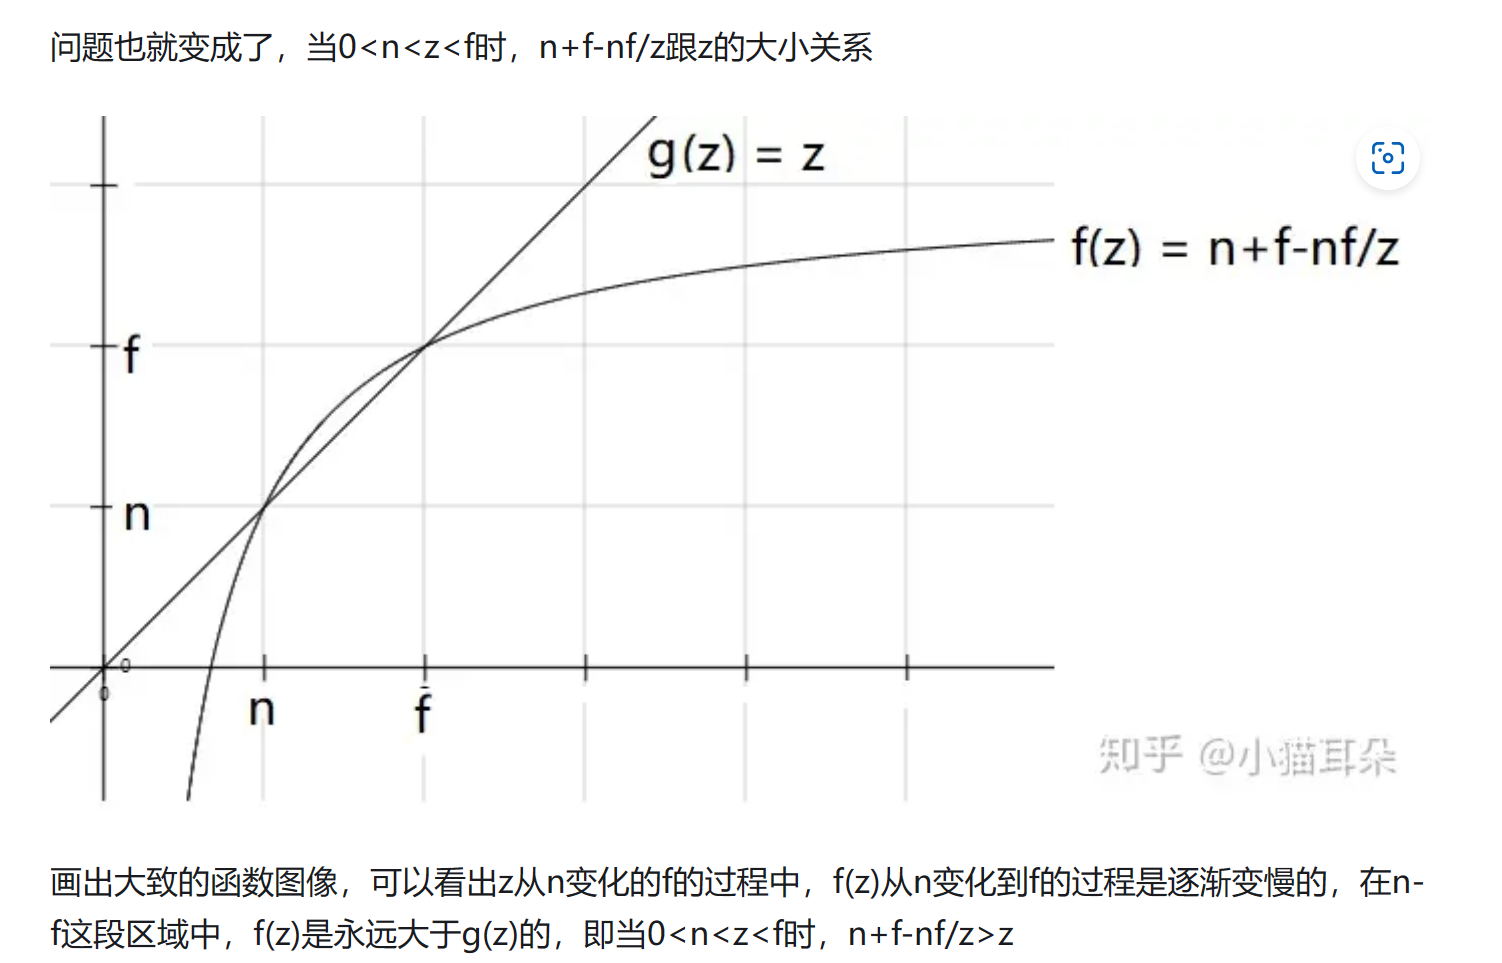 问题也就变成了，当0<n<z<f时，n+f-nf/z跟z的大小关系
g(z) = z
f(z) = n+f-nf/z
f
n
0
0
n
f
知乎 @小猫耳朵
画出大致的函数图像，可以看出z从n变化的f的过程中，f(z)从n变化到f的过程是逐渐变慢的，在n-
f这段区域中，f(z)是永远大于g(z)的，即当0<n<z<f时，n+f-nf/z>z